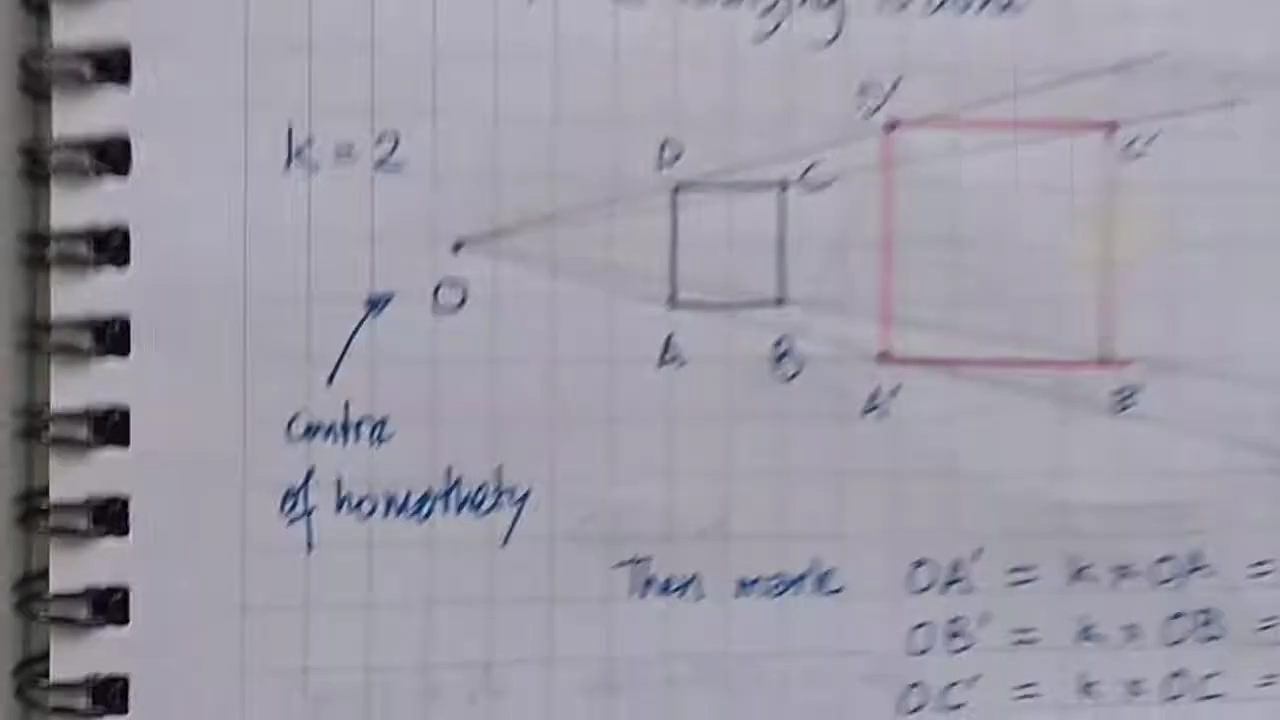 k = 2
D
C
D'
C'
O
A
B
A'
B'
centre
of homothety
Then mark OA' = k × OA =
OB' = k × OB =
OC' = k × OC =